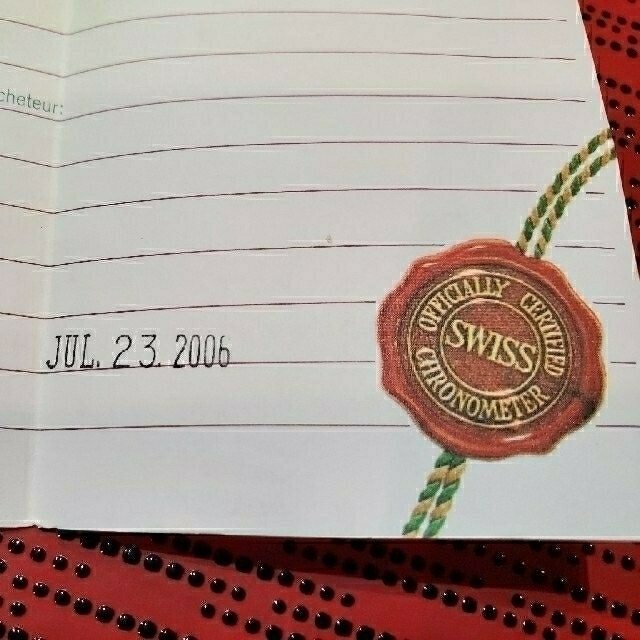 cheteur:
JUL. 23. 2006
OFFICIALLY CERTIFIED
SWISS
CHRONOMETER